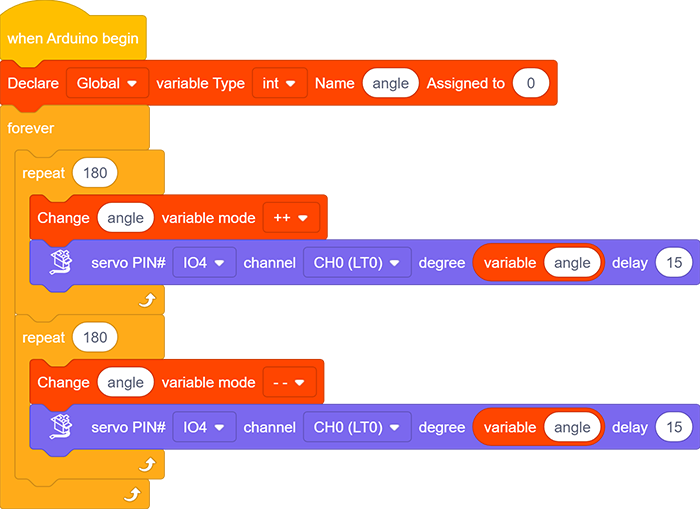 when Arduino begin
Declare Global variable Type int Name angle Assigned to 0
forever
repeat 180
Change angle variable mode ++
servo PIN# IO4 channel CH0 (LT0) degree variable angle delay 15
repeat 180
Change angle variable mode --
servo PIN# IO4 channel CH0 (LT0) degree variable angle delay 15